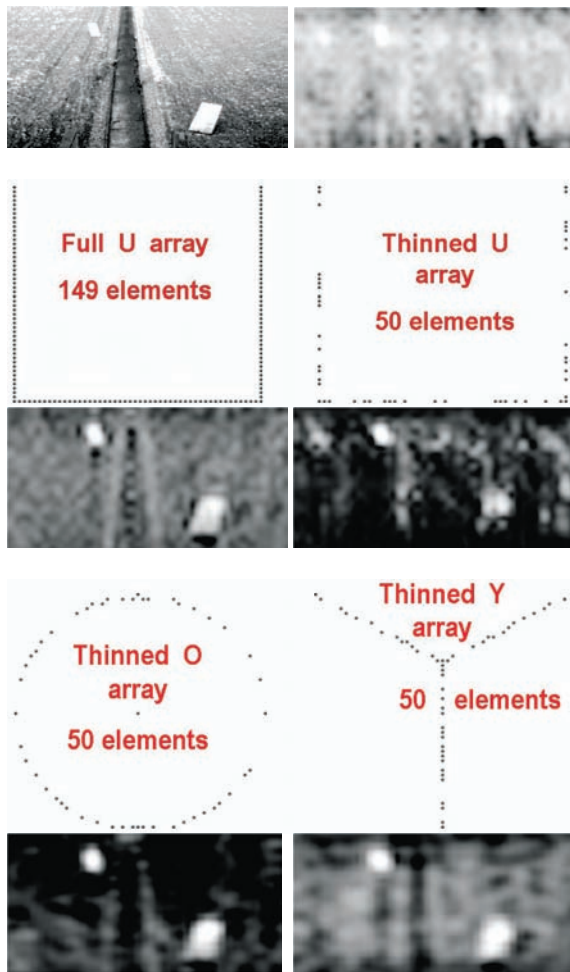 Full U array
149 elements
Thinned U
array
50 elements
Thinned O
array
50 elements
Thinned Y
array
50 elements